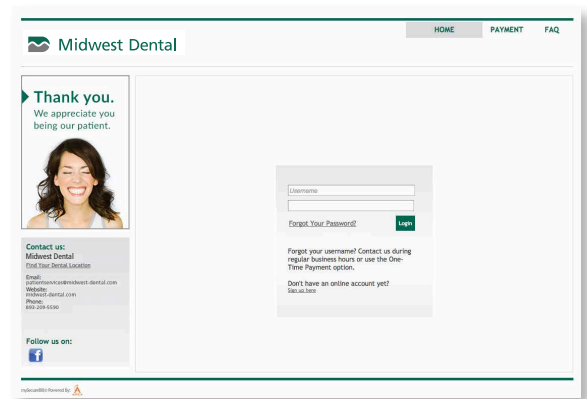 HOME PAYMENT FAQ
Midwest Dental
Thank you.
We appreciate you
being our patient.
Username
Forgot Your Password? Login
Forgot your username? Contact us during
regular business hours or use the One-
Time Payment option.
Don't have an online account yet?
Sign up here
Contact us:
Midwest Dental
Find Your Dental Location
Email:
patientservices@midwest-dental.com
Website:
midwest-dental.com
Phone:
Follow us on:
f
Powered by: